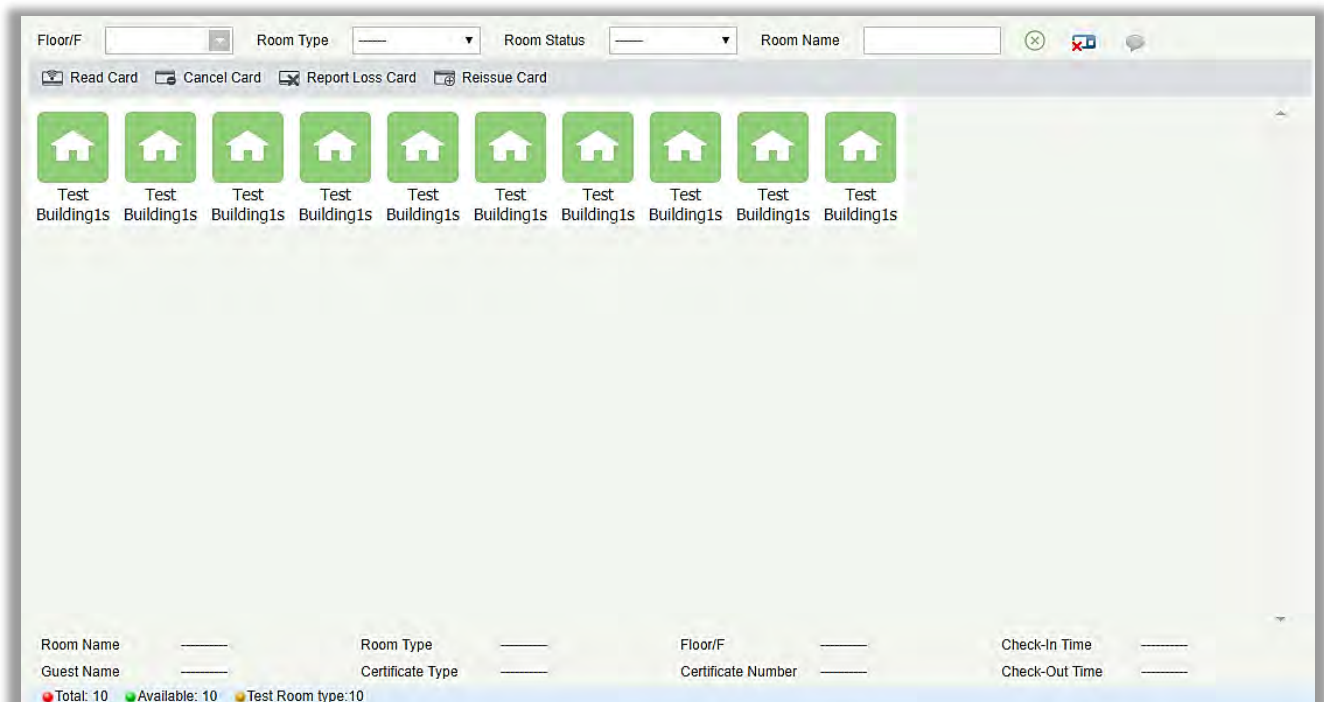 Floor/F Room Type ------ Room Status ------ Room Name
Read Card Cancel Card Report Loss Card Reissue Card
Test Test Test Test Test Test Test Test Test Test
Building1s Building1s Building1s Building1s Building1s Building1s Building1s Building1s Building1s Building1s
Room Name ---------- Room Type ---------- Floor/F ---------- Check-In Time ----------
Guest Name ---------- Certificate Type ---------- Certificate Number ---------- Check-Out Time ----------
Total: 10 Available: 10 Test Room type:10